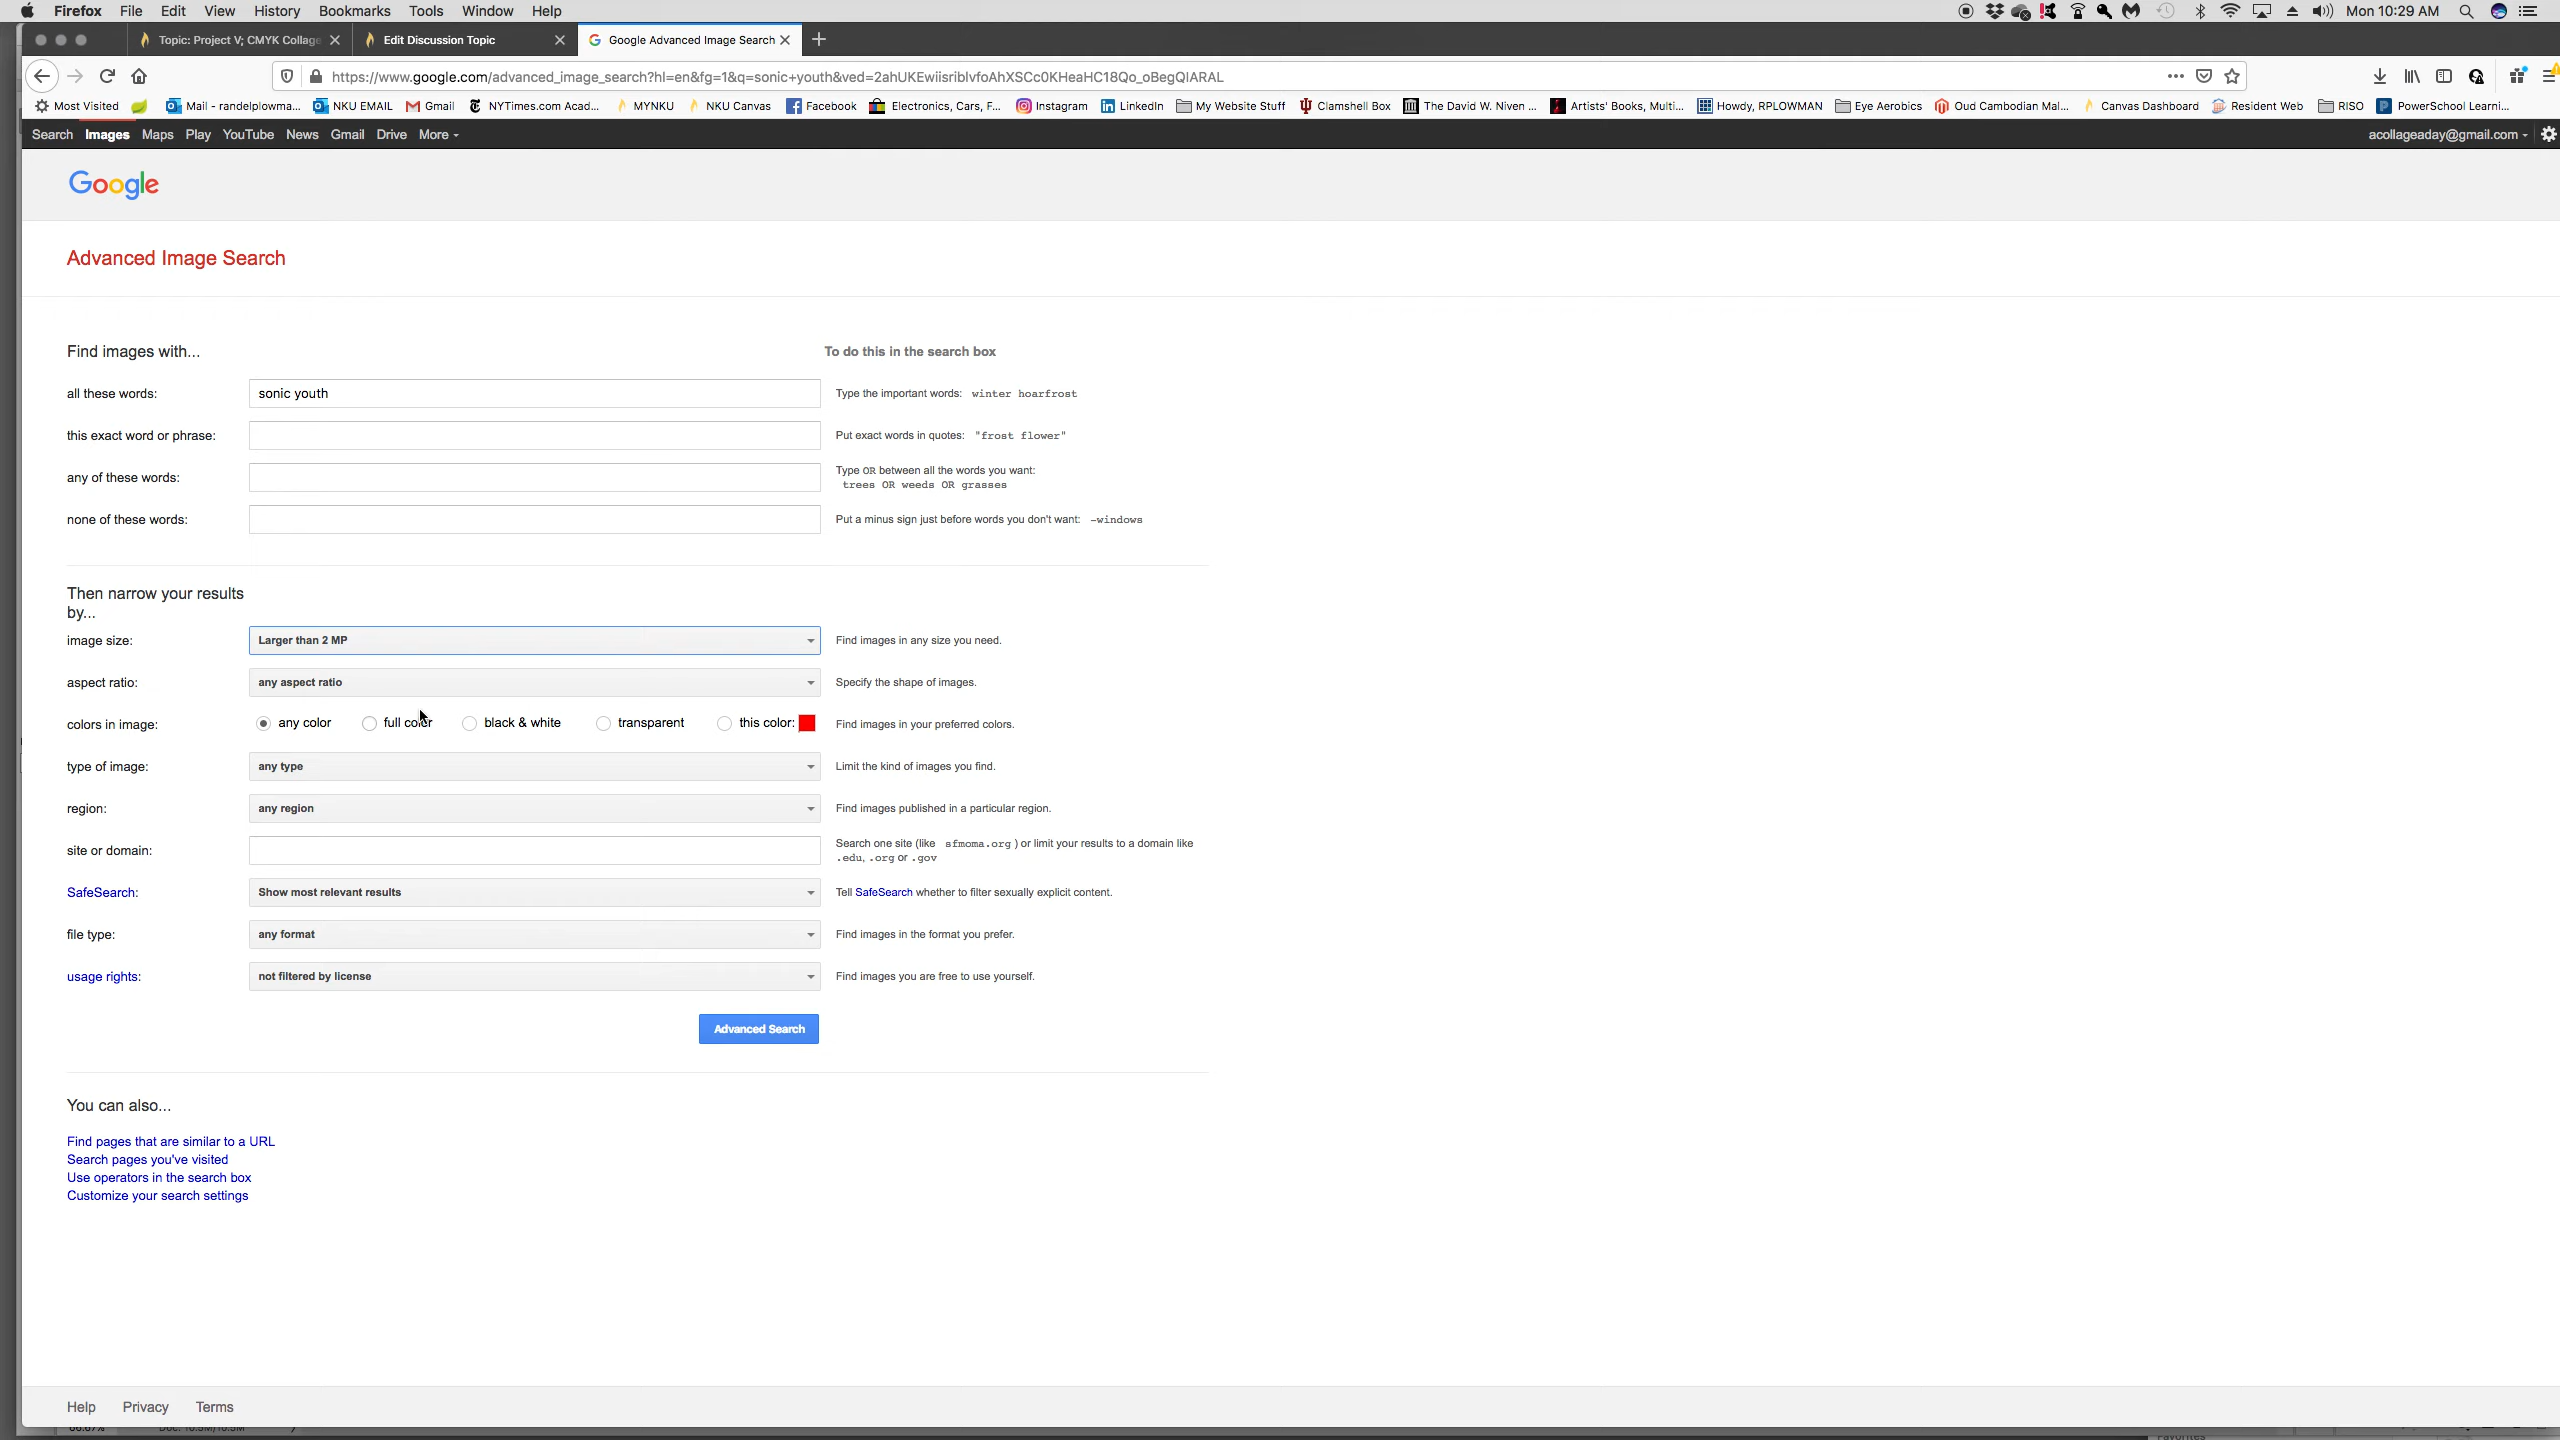 Firefox File Edit View History Bookmarks Tools Window Help Mon 10:29 AM
Topic: Project V; CMYK Collage Edit Discussion Topic Google Advanced Image Search
https://www.google.com/advanced_image_search?hl=en&fg=1&q=sonic+youth&ved=2ahUKEwiisriblvfoAhXSCc0KHeaHC18Qo_oBegQIARAL
Most Visited Mail - randelplowma... NKU EMAIL Gmail NYTimes.com Acad... MYNKU NKU Canvas Facebook Electronics, Cars, F... Instagram LinkedIn My Website Stuff Clamshell Box The David W. Niven ... Artists' Books, Multi... Howdy, RPLOWMAN Eye Aerobics Oud Cambodian Mal... Canvas Dashboard Resident Web RISO PowerSchool Learni...
Search Images Maps Play YouTube News Gmail Drive More acollageaday@gmail.com
Google
Advanced Image Search
Find images with... To do this in the search box
all these words: sonic youth Type the important words: winter hoarfrost
this exact word or phrase: Put exact words in quotes: "frost flower"
any of these words: Type OR between all the words you want:
trees OR weeds OR grasses
none of these words: Put a minus sign just before words you don't want: -windows
Then narrow your results
by...
image size: Larger than 2 MP Find images in any size you need.
aspect ratio: any aspect ratio Specify the shape of images.
colors in image: any color full color black & white transparent this color: Find images in your preferred colors.
type of image: any type Limit the kind of images you find.
region: any region Find images published in a particular region.
site or domain: Search one site (like sfmoma.org ) or limit your results to a domain like
.edu, .org or .gov
SafeSearch: Show most relevant results Tell SafeSearch whether to filter sexually explicit content.
file type: any format Find images in the format you prefer.
usage rights: not filtered by license Find images you are free to use yourself.
Advanced Search
You can also...
Find pages that are similar to a URL
Search pages you've visited
Use operators in the search box
Customize your search settings
Help Privacy Terms